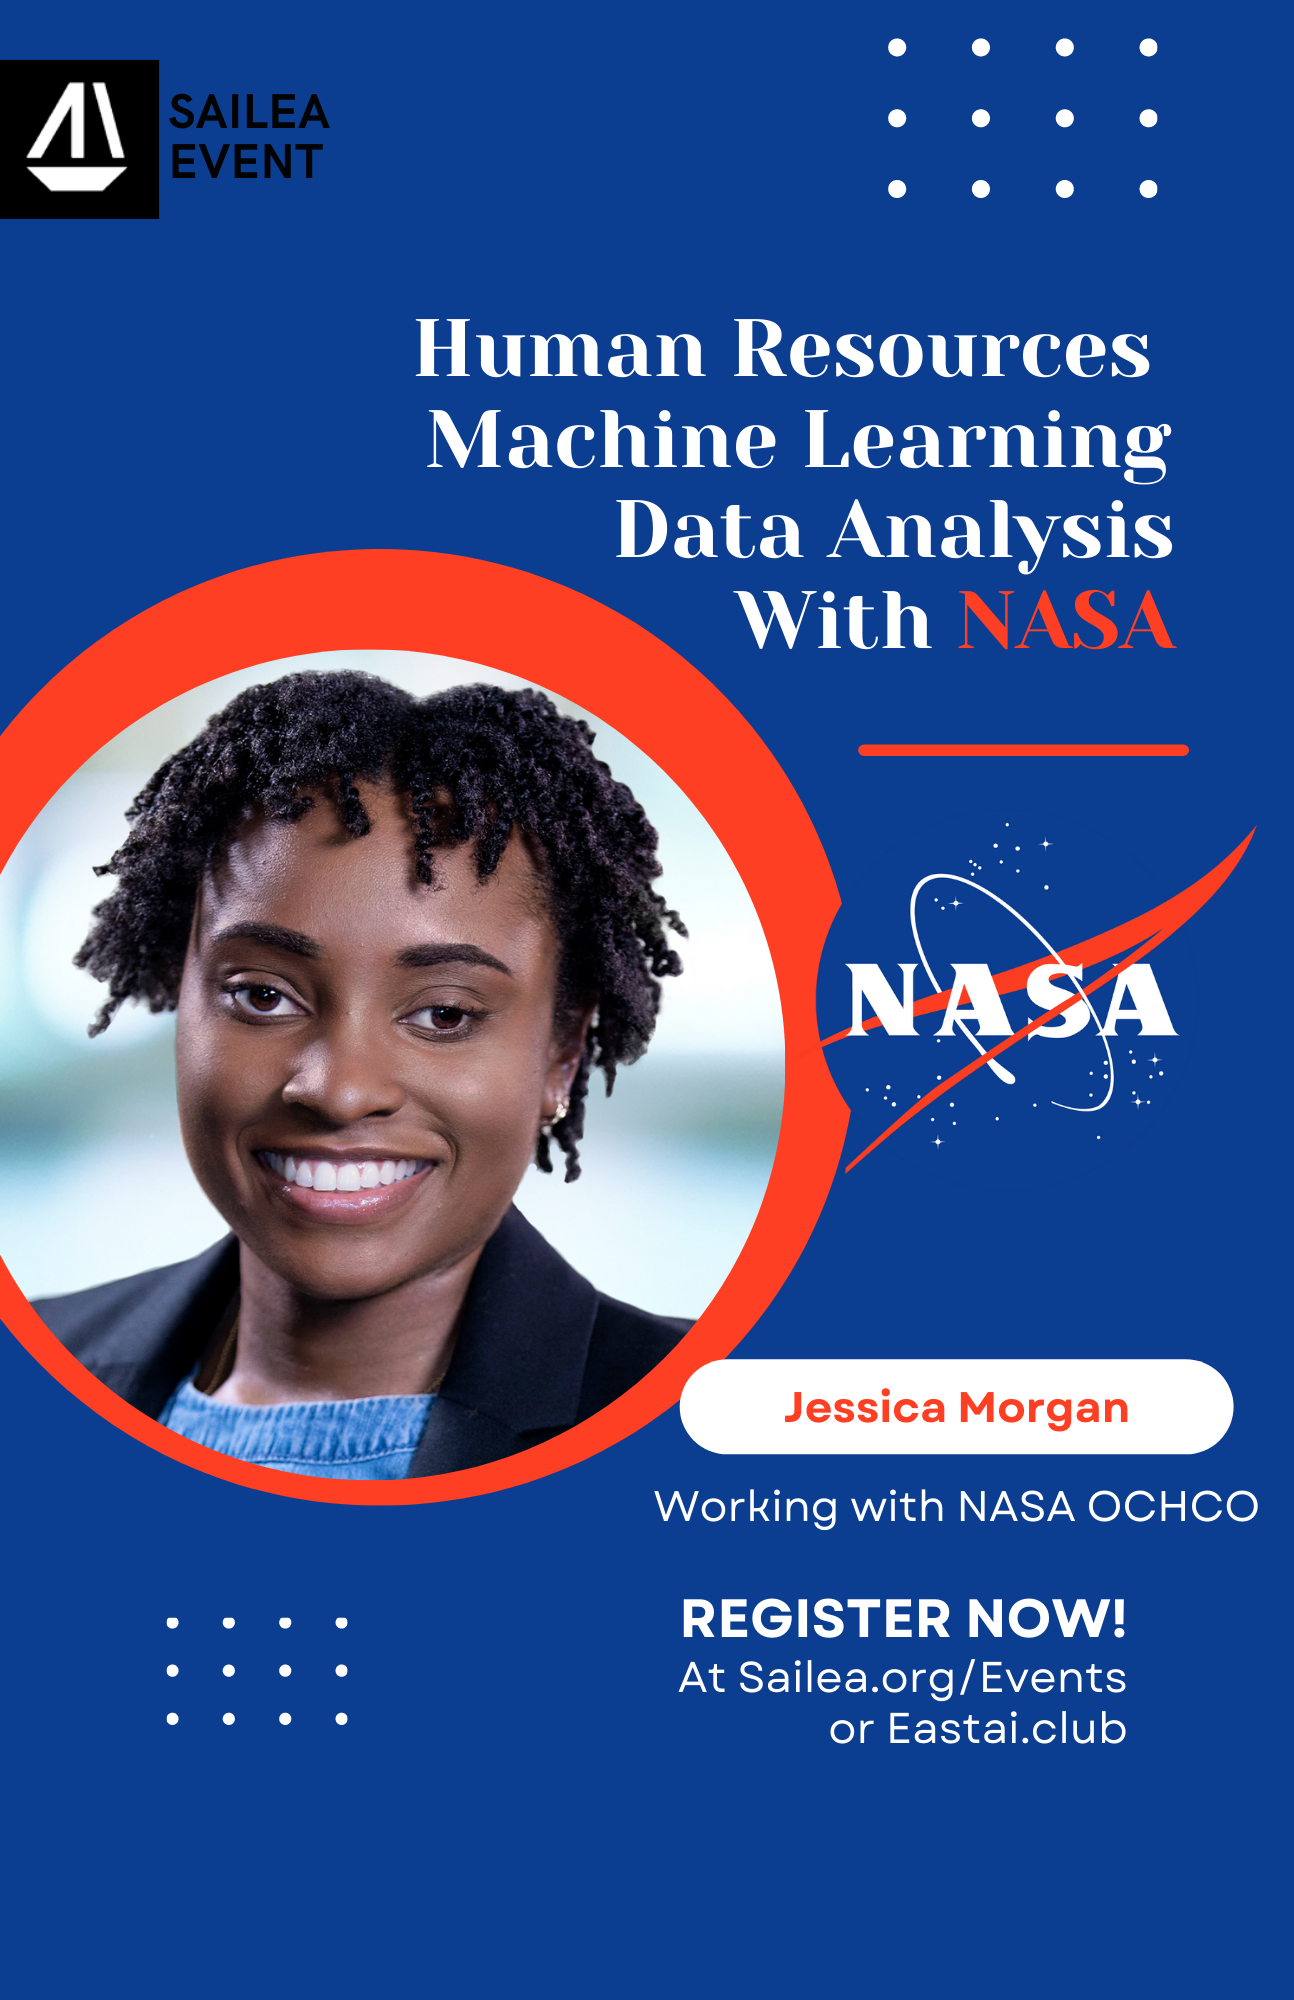 SAILEA
EVENT
Human Resources
Machine Learning
Data Analysis
With NASA
NASA
Jessica Morgan
Working with NASA OCHCO
REGISTER NOW!
At Sailea.org/Events
or Eastai.club